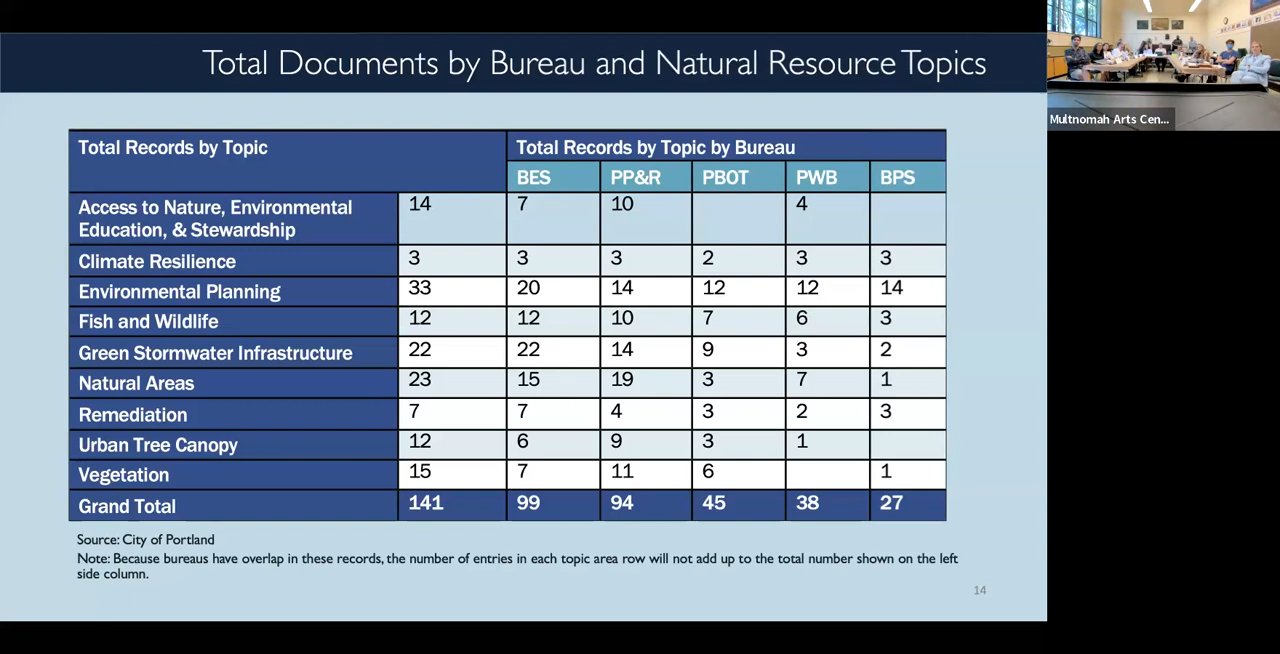 Total Documents by Bureau and Natural Resource Topics
Multnomah Arts Cen...
Total Records by Topic Total Records by Topic by Bureau
BES PP&R PBOT PWB BPS
Access to Nature, Environmental 14 7 10 4
Education, & Stewardship
Climate Resilience 3 3 3 2 3 3
Environmental Planning 33 20 14 12 12 14
Fish and Wildlife 12 12 10 7 6 3
Green Stormwater Infrastructure 22 22 14 9 3 2
Natural Areas 23 15 19 3 7 1
Remediation 7 7 4 3 2 3
Urban Tree Canopy 12 6 9 3 1
Vegetation 15 7 11 6 1
Grand Total 141 99 94 45 38 27
Source: City of Portland
Note: Because bureaus have overlap in these records, the number of entries in each topic area row will not add up to the total number shown on the left
side column.
14